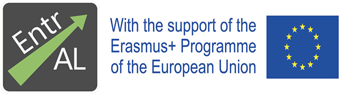 Entr
AL
With the support of the
Erasmus+ Programme
of the European Union